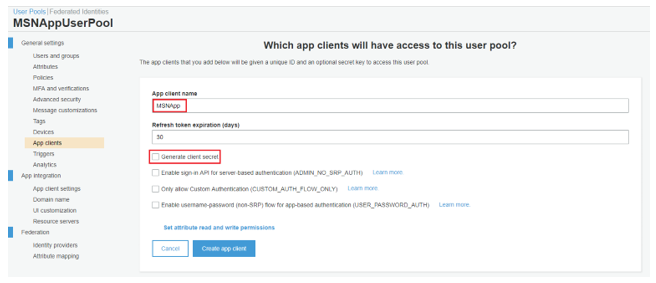 User Pools | Federated Identities
MSNAppUserPool
General settings
Users and groups
Attributes
Policies
MFA and verifications
Advanced security
Message customizations
Tags
Devices
App clients
Triggers
Analytics
App integration
App client settings
Domain name
UI customization
Resource servers
Federation
Identity providers
Attribute mapping
Which app clients will have access to this user pool?
The app clients that you add below will be given a unique ID and an optional secret key to access this user pool.
App client name
MSNApp
Refresh token expiration (days)
30
Generate client secret
Enable sign-in API for server-based authentication (ADMIN_NO_SRP_AUTH) Learn more.
Only allow Custom Authentication (CUSTOM_AUTH_FLOW_ONLY) Learn more.
Enable username-password (non-SRP) flow for app-based authentication (USER_PASSWORD_AUTH) Learn more.
Set attribute read and write permissions
Cancel Create app client